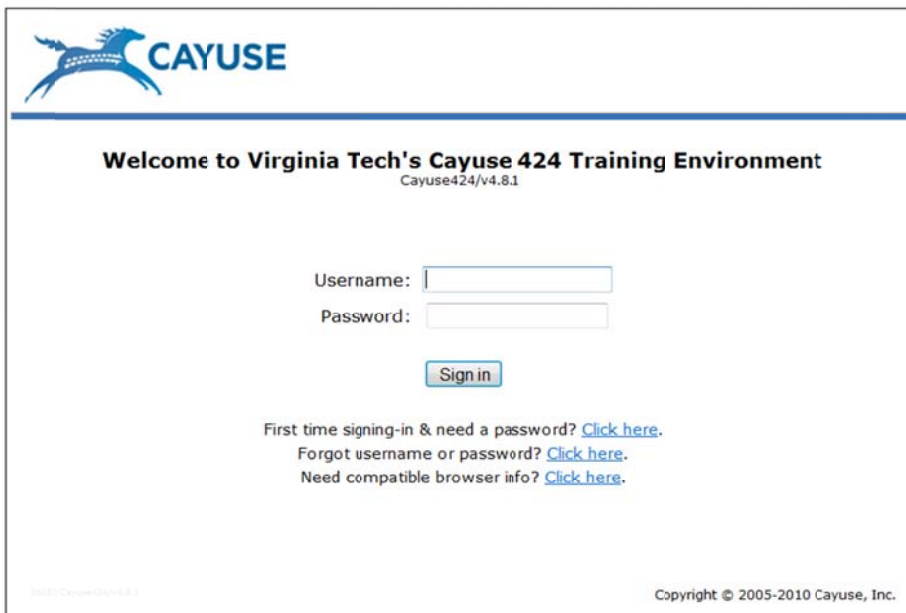 CAYUSE
Welcome to Virginia Tech's Cayuse 424 Training Environment
Cayuse424/v4.8.1
Username:
Password:
Sign in
First time signing-in & need a password? Click here.
Forgot username or password? Click here.
Need compatible browser info? Click here.
Copyright © 2005-2010 Cayuse, Inc.